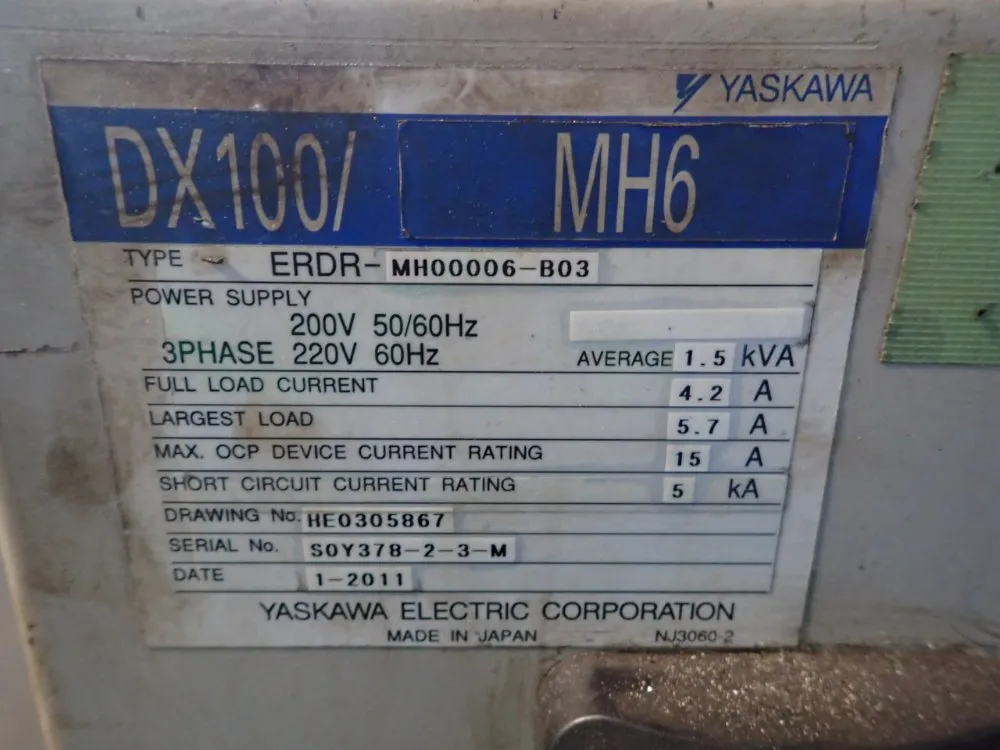 YASKAWA
DX100/ MH6
TYPE ERDR-MH00006-B03
POWER SUPPLY
200V 50/60Hz
3PHASE 220V 60Hz AVERAGE 1.5 kVA
FULL LOAD CURRENT 4.2 A
LARGEST LOAD 5.7 A
MAX. OCP DEVICE CURRENT RATING 15 A
SHORT CIRCUIT CURRENT RATING 5 kA
DRAWING No. HE0305867
SERIAL No. S0Y378-2-3-M
DATE 1-2011
YASKAWA ELECTRIC CORPORATION
MADE IN JAPAN NJ3060-2